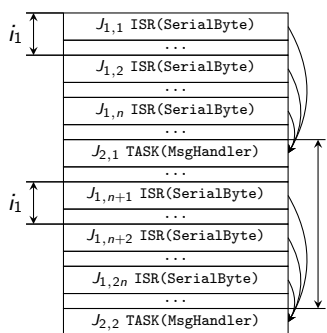 i₁
J₁,₁ ISR(SerialByte)
...
J₁,₂ ISR(SerialByte)
...
J₁,ₙ ISR(SerialByte)
...
J₂,₁ TASK(MsgHandler)
...
i₁
J₁,ₙ₊₁ ISR(SerialByte)
...
J₁,ₙ₊₂ ISR(SerialByte)
...
J₁,₂ₙ ISR(SerialByte)
...
J₂,₂ TASK(MsgHandler)